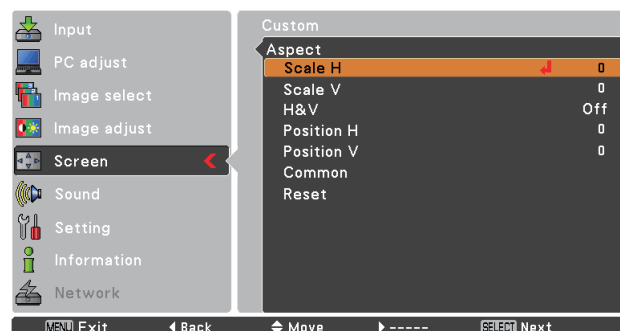 Input
PC adjust
Image select
Image adjust
Screen
Sound
Setting
Information
Network
Custom
Aspect
Scale H 0
Scale V 0
H&V Off
Position H 0
Position V 0
Common
Reset
MENU Exit Back Move ----- SELECT Next